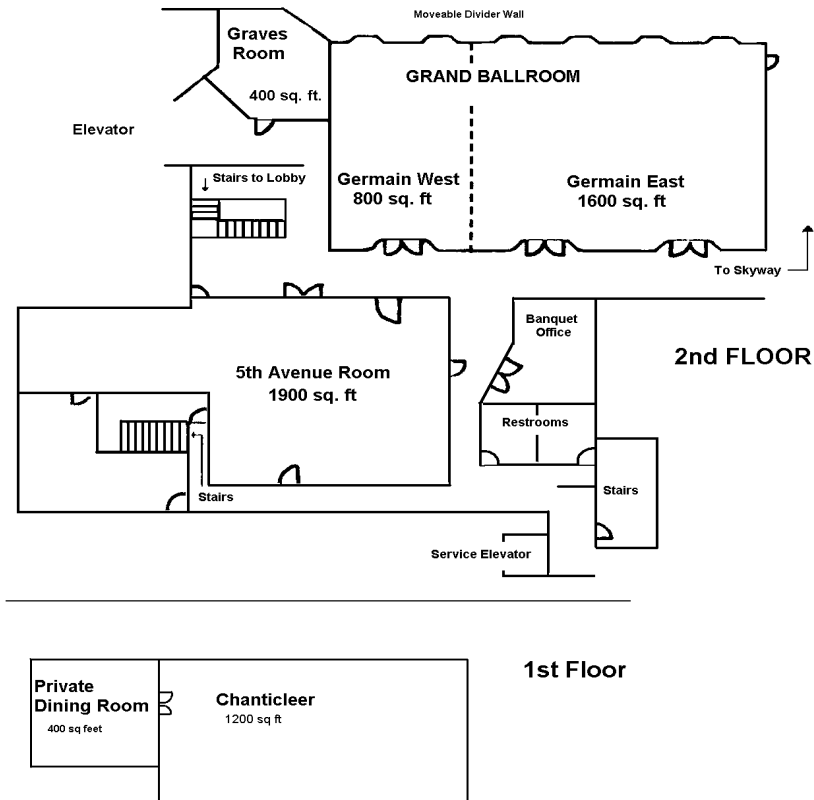 Moveable Divider Wall
Graves
Room
400 sq. ft.
GRAND BALLROOM
Elevator
Stairs to Lobby
Germain West
800 sq. ft
Germain East
1600 sq. ft
To Skyway
Banquet
Office
2nd FLOOR
5th Avenue Room
1900 sq. ft
Restrooms
Stairs
Stairs
Service Elevator
1st Floor
Private
Dining Room
400 sq feet
Chanticleer
1200 sq ft